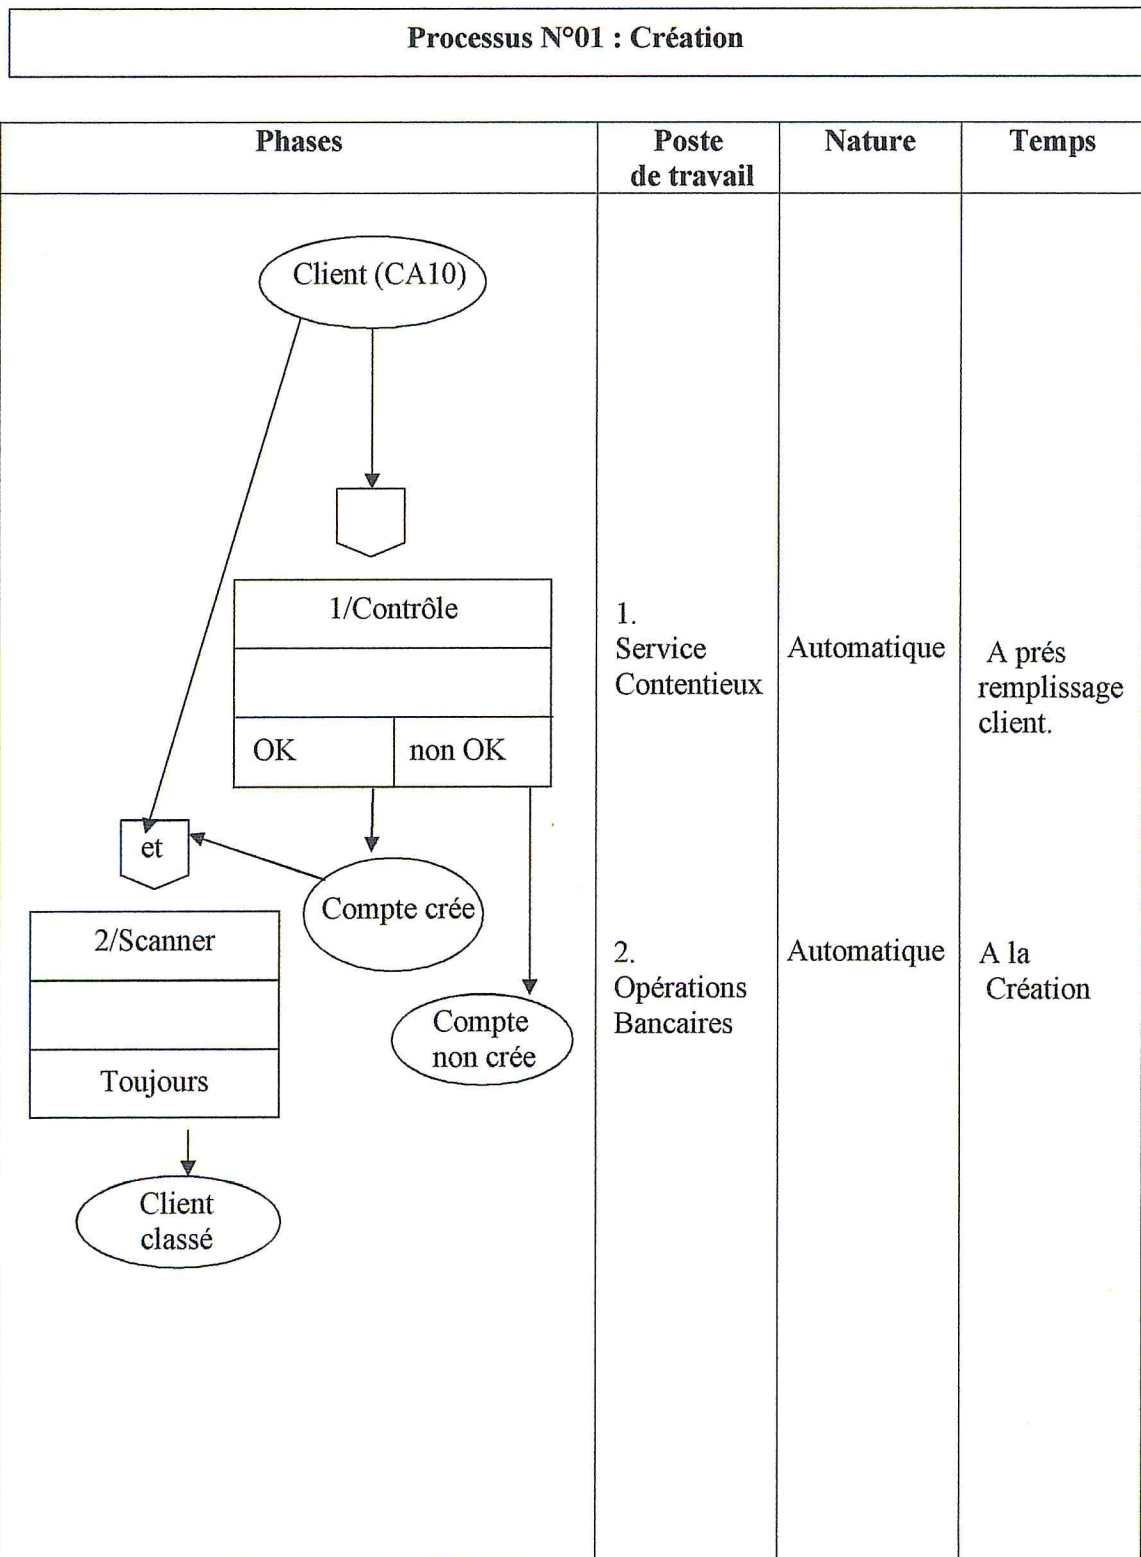 Processus N°01 : Création
Phases
Poste
de travail
Nature
Temps
Client (CA10)
1/Contrôle
OK
non OK
1.
Service
Contentieux
Automatique
A prés
remplissage
client.
et
Compte crée
2/Scanner
Toujours
Compte
non crée
2.
Opérations
Bancaires
Automatique
A la
Création
Client
classé